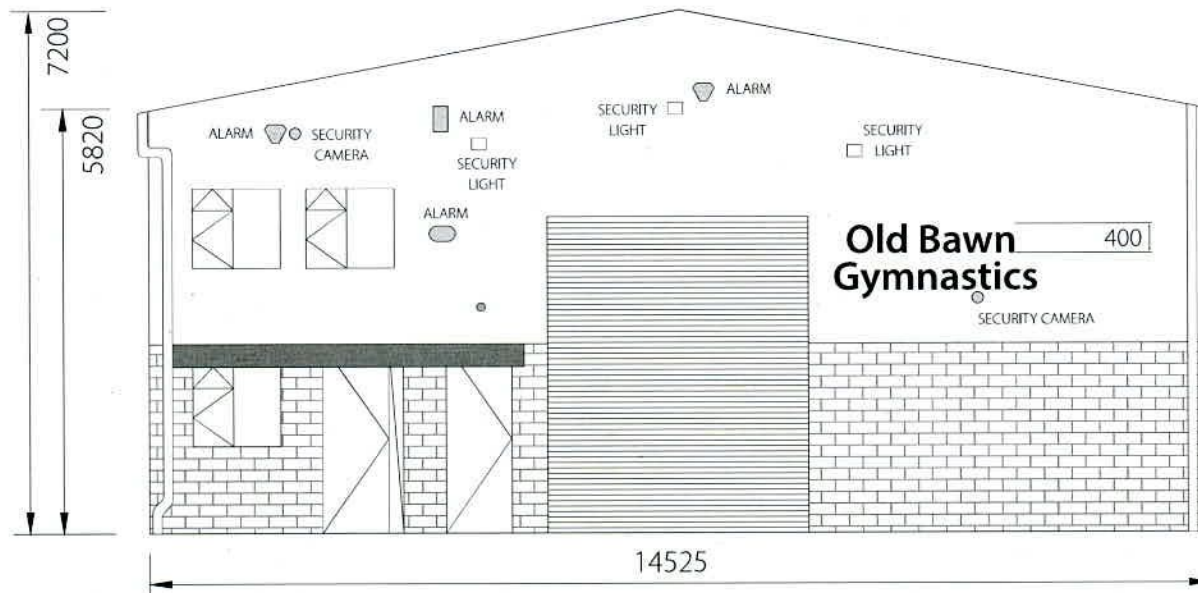 7200
5820
ALARM
SECURITY
CAMERA
ALARM
SECURITY
LIGHT
ALARM
SECURITY
LIGHT
ALARM
SECURITY
LIGHT
Old Bawn
Gymnastics
400
SECURITY CAMERA
14525